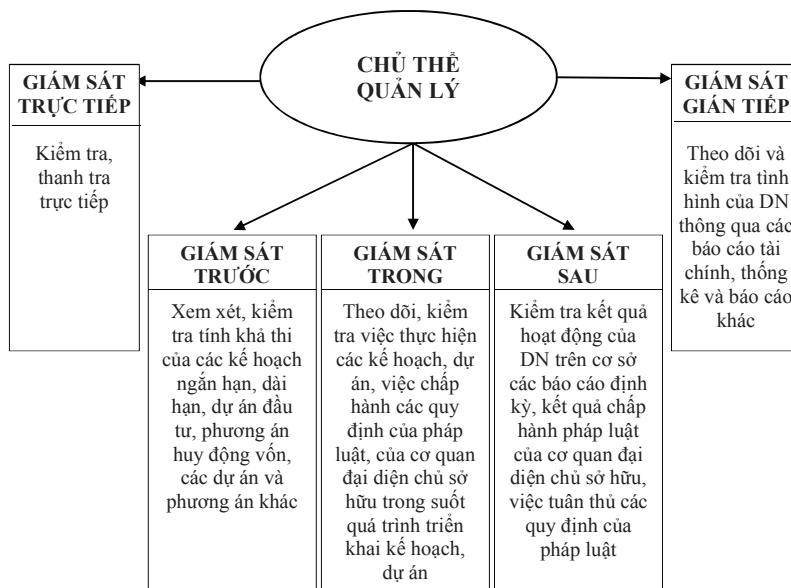 CHỦ THỂ
QUẢN LÝ
GIÁM SÁT
TRỰC TIẾP
Kiểm tra,
thanh tra
trực tiếp
GIÁM SÁT
TRƯỚC
Xem xét, kiểm
tra tính khả thi
của các kế hoạch
ngắn hạn, dài
hạn, dự án đầu
tư, phương án
huy động vốn,
các dự án và
phương án khác
GIÁM SÁT
TRONG
Theo dõi, kiểm
tra việc thực hiện
các kế hoạch, dự
án, việc chấp
hành các quy
định của pháp
luật, của cơ quan
đại diện chủ sở
hữu trong suốt
quá trình triển
khai kế hoạch,
dự án
GIÁM SÁT
SAU
Kiểm tra kết quả
hoạt động của
DN trên cơ sở
các báo cáo định
kỳ, kết quả chấp
hành pháp luật
của cơ quan đại
diện chủ sở hữu,
việc tuân thủ các
quy định của
pháp luật
GIÁM SÁT
GIÁN TIẾP
Theo dõi và
kiểm tra tình
hình của DN
thông qua các
báo cáo tài
chính, thống
kê và báo cáo
khác